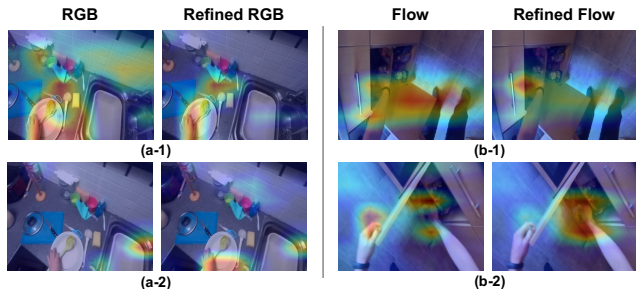 RGB Refined RGB Flow Refined Flow
(a-1) (b-1)
(a-2) (b-2)